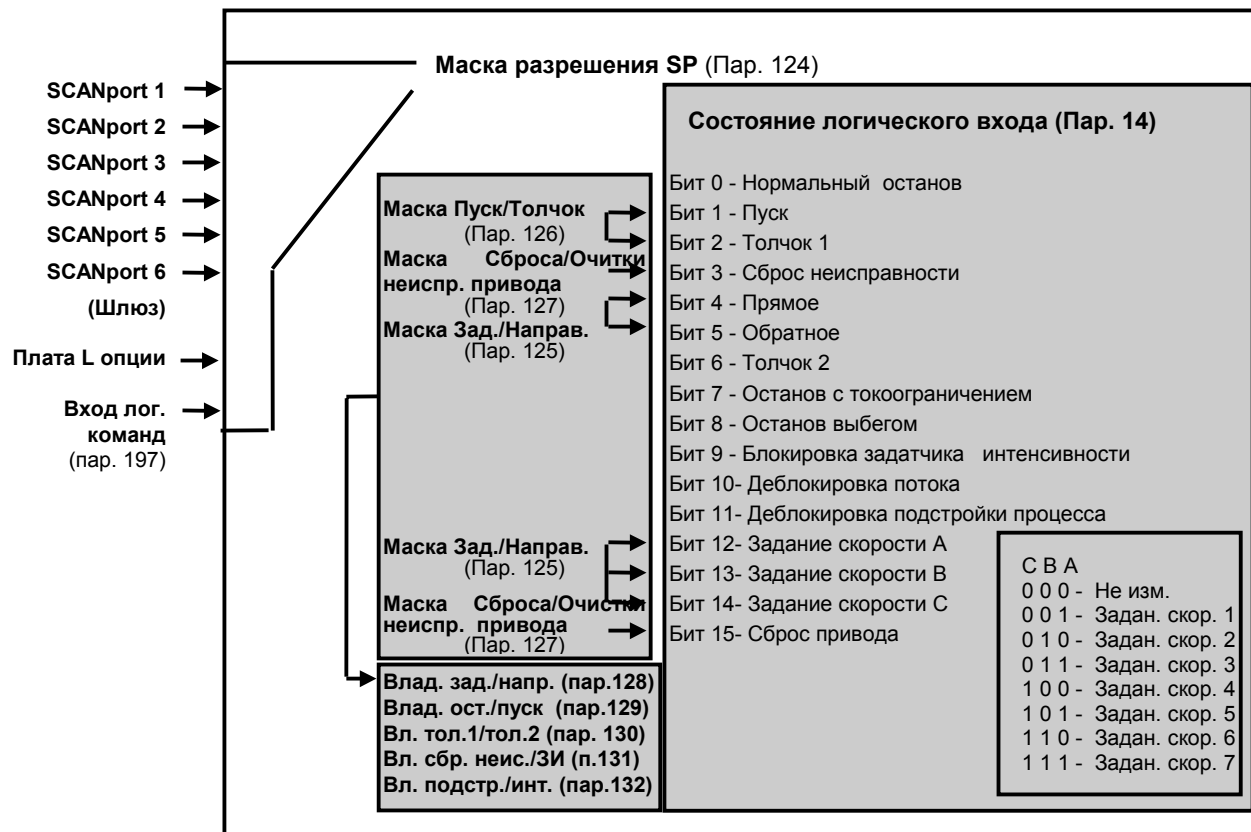 Маска разрешения SP (Пар. 124)
SCANport 1
SCANport 2
SCANport 3
SCANport 4
SCANport 5
SCANport 6
(Шлюз)
Плата L опции
Вход лог.
команд
(пар. 197)
Маска Пуск/Толчок
(Пар. 126)
Маска Сброса/Очитки
неиспр. привода
(Пар. 127)
Маска Зад./Направ.
(Пар. 125)
Маска Зад./Направ.
(Пар. 125)
Маска Сброса/Очистки
неиспр. привода
(Пар. 127)
Влад. зад./напр. (пар.128)
Влад. ост./пуск (пар.129)
Вл. тол.1/тол.2 (пар. 130)
Вл. сбр. неис./ЗИ (п.131)
Вл. подстр./инт. (пар.132)
Состояние логического входа (Пар. 14)
Бит 0 - Нормальный останов
Бит 1 - Пуск
Бит 2 - Толчок 1
Бит 3 - Сброс неисправности
Бит 4 - Прямое
Бит 5 - Обратное
Бит 6 - Толчок 2
Бит 7 - Останов с токоограничением
Бит 8 - Останов выбегом
Бит 9 - Блокировка задатчика интенсивности
Бит 10- Деблокировка потока
Бит 11- Деблокировка подстройки процесса
Бит 12- Задание скорости A
Бит 13- Задание скорости B
Бит 14- Задание скорости C
Бит 15- Сброс привода
C B A
0 0 0 - Не изм.
0 0 1 - Задан. скор. 1
0 1 0 - Задан. скор. 2
0 1 1 - Задан. скор. 3
1 0 0 - Задан. скор. 4
1 0 1 - Задан. скор. 5
1 1 0 - Задан. скор. 6
1 1 1 - Задан. скор. 7